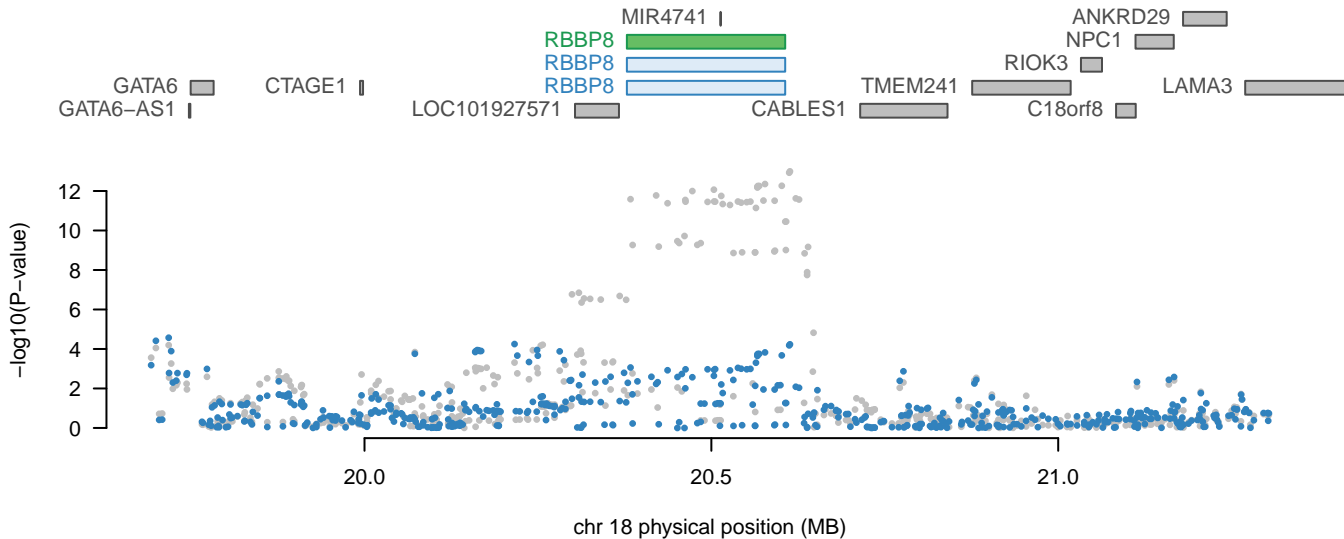 MIR4741 ANKRD29
RBBP8 NPC1
RBBP8 RIOK3
GATA6 CTAGE1 RBBP8 TMEM241 LAMA3
GATA6−AS1 LOC101927571 CABLES1 C18orf8
12
10
8
6
4
2
0
−log10(P−value)
20.0 20.5 21.0
chr 18 physical position (MB)